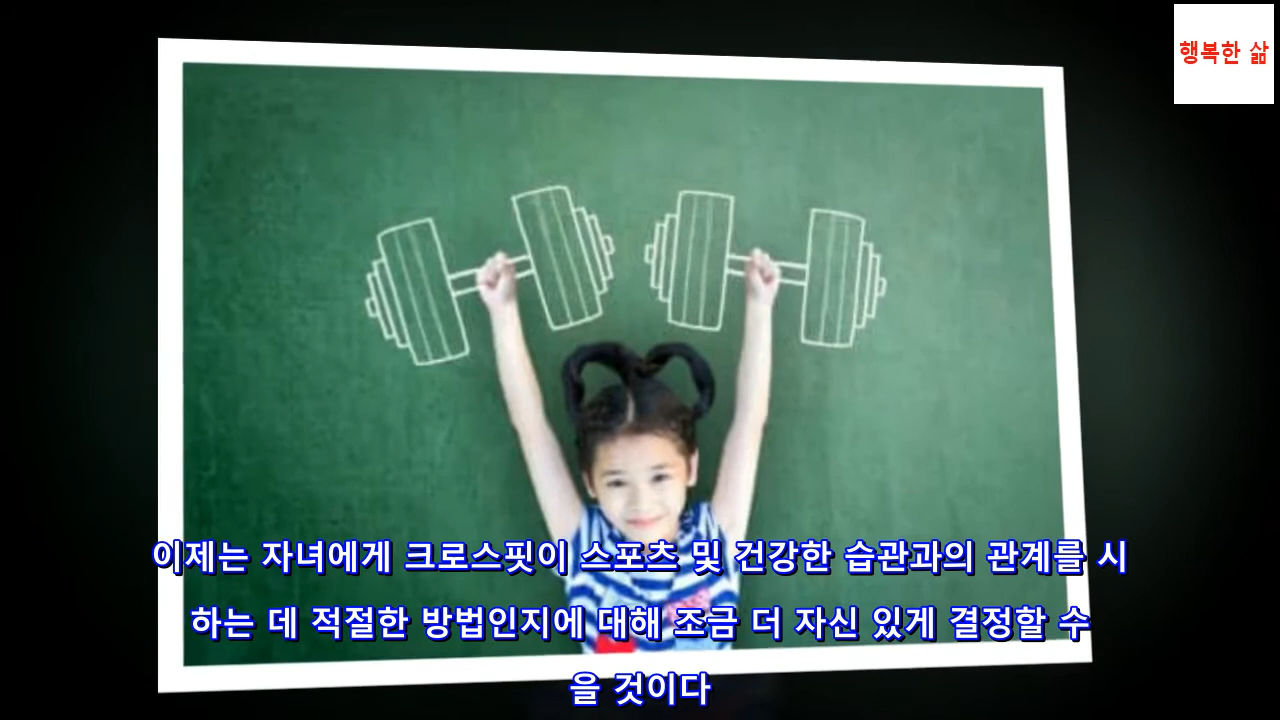 행복한 삶
이제는 자녀에게 크로스핏이 스포츠 및 건강한 습관과의 관계를 시
하는 데 적절한 방법인지에 대해 조금 더 자신 있게 결정할 수
을 것이다